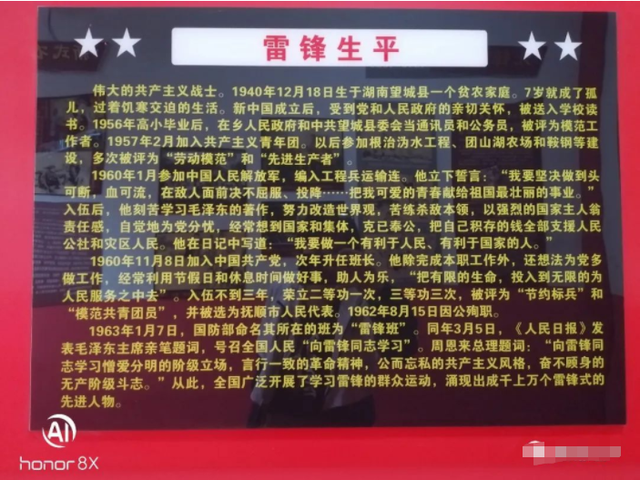 雷锋生平
伟大的共产主义战士。1940年12月18日生于湖南望城县一个贫农家庭。7岁就成了孤
儿，过着饥寒交迫的生活。新中国成立后，受到党和人民政府的亲切关怀，被送入学校读
书。1956年高小毕业后，在乡人民政府和中共望城县委会当通讯员和公务员，被评为模范工
作者。1957年2月加入共产主义青年团。以后参加根治沩水工程、团山湖农场和鞍钢等建
设，多次被评为“劳动模范”和“先进生产者”。
1960年1月参加中国人民解放军，编入工程兵运输连。他立下誓言：“我要坚决做到头
可断，血可流，在敌人面前决不屈服、投降……把我可爱的青春献给祖国最壮丽的事业。”
入伍后，他刻苦学习毛泽东的著作，努力改造世界观，苦练杀敌本领，以强烈的国家主人翁
责任感，自觉地为党分忧，经常想到国家和集体，克己奉公，把自己积存的钱全部支援人民
公社和灾区人民。他在日记中写道：“我要做一个有利于人民、有利于国家的人。”
1960年11月8日加入中国共产党，次年升任班长。他除完成本职工作外，还想法为党多
做工作，经常利用节假日和休息时间做好事，助人为乐，“把有限的生命，投入到无限的为
人民服务之中去”。入伍不到三年，荣立二等功一次，三等功三次，被评为“节约标兵”和
“模范共青团员”，并被选为抚顺市人民代表。1962年8月15日因公殉职。
1963年1月7日，国防部命名其所在的班为“雷锋班”。同年3月5日，《人民日报》发
表毛泽东主席亲笔题词，号召全国人民“向雷锋同志学习”。周恩来总理题词：“向雷锋同
志学习憎爱分明的阶级立场，言行一致的革命精神，公而忘私的共产主义风格，奋不顾身的
无产阶级斗志。”从此，全国广泛开展了学习雷锋的群众运动，涌现出成千上万个雷锋式的
先进人物。
AI
honor 8X